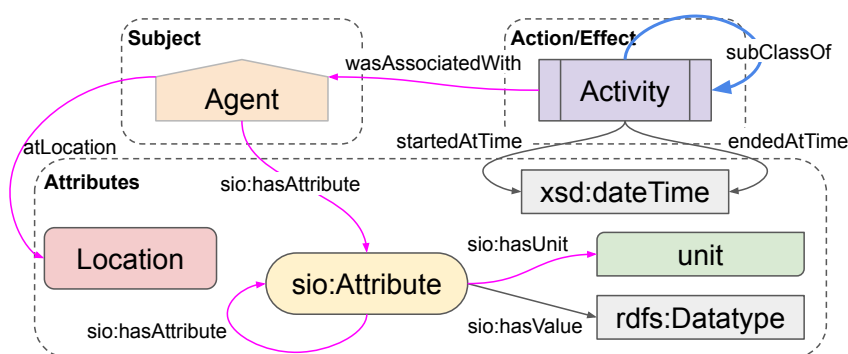 Subject
Action/Effect
wasAssociatedWith
subClassOf
Agent
Activity
atLocation
startedAtTime
endedAtTime
Attributes
sio:hasAttribute
xsd:dateTime
Location
sio:hasUnit
unit
sio:Attribute
sio:hasAttribute
sio:hasValue
rdfs:Datatype